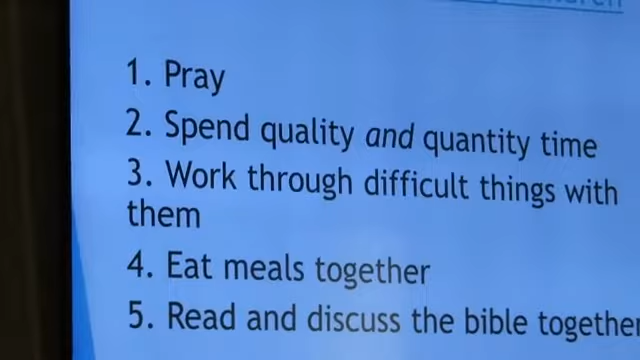 1. Pray
2. Spend quality and quantity time
3. Work through difficult things with
them
4. Eat meals together
5. Read and discuss the bible together